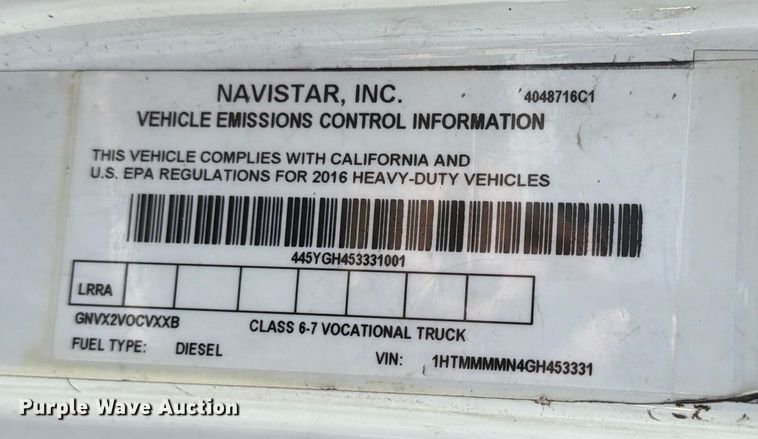 NAVISTAR, INC. 4048716C1
VEHICLE EMISSIONS CONTROL INFORMATION
THIS VEHICLE COMPLIES WITH CALIFORNIA AND
U.S. EPA REGULATIONS FOR 2016 HEAVY-DUTY VEHICLES
445YGH453331001
LRRA
GNVX2VOCVXXB CLASS 6-7 VOCATIONAL TRUCK
FUEL TYPE: DIESEL VIN: 1HTMMMMN4GH453331
Purple Wave Auction